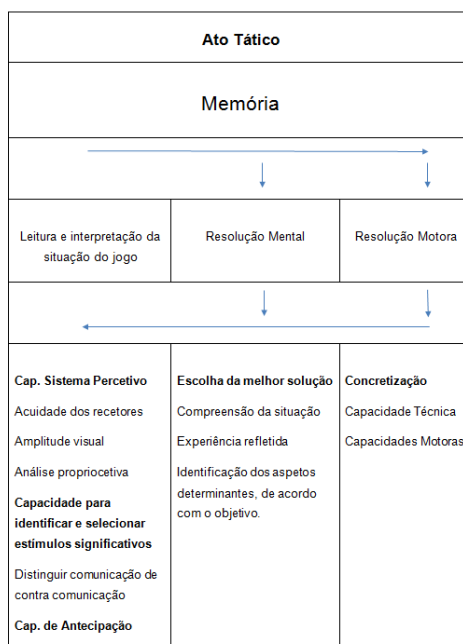 Ato Tático
Memória
Leitura e interpretação da
situação do jogo
Resolução Mental
Resolução Motora
Cap. Sistema Percetivo
Acuidade dos recetores
Amplitude visual
Análise propriocetiva
Capacidade para
identificar e selecionar
estímulos significativos
Distinguir comunicação de
contra comunicação
Cap. de Antecipação
Escolha da melhor solução
Compreensão da situação
Experiência refletida
Identificação dos aspetos
determinantes, de acordo
com o objetivo.
Concretização
Capacidade Técnica
Capacidades Motoras